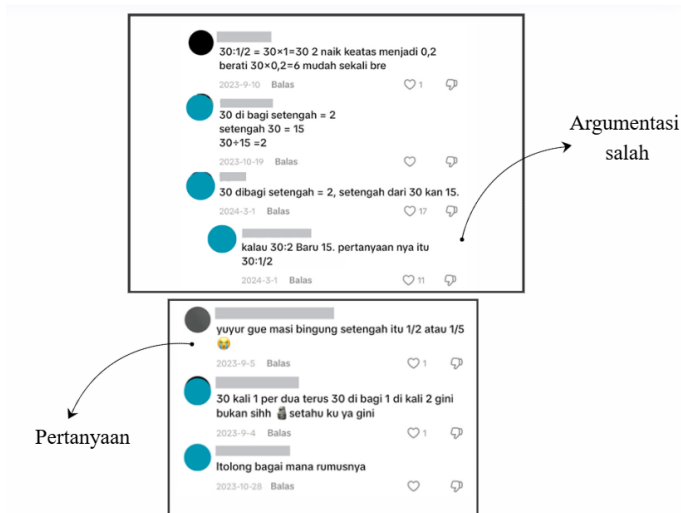 30:1/2 = 30×1=30 2 naik keatas menjadi 0,2
berati 30×0,2=6 mudah sekali bre
2023-9-10 Balas 1
30 di bagi setengah = 2
setengah 30 = 15
30÷15 =2
2023-10-19 Balas
30 dibagi setengah = 2, setengah dari 30 kan 15.
2024-3-1 Balas 17
kalau 30:2 Baru 15. pertanyaan nya itu
30:1/2
2024-3-1 Balas 11
Argumentasi
salah
yuyur gue masi bingung setengah itu 1/2 atau 1/5
😭
2023-9-5 Balas 1
30 kali 1 per dua terus 30 di bagi 1 di kali 2 gini
bukan sihh 🗿 setahu ku ya gini
2023-9-4 Balas 1
ltolong bagai mana rumusnya
2023-10-28 Balas
Pertanyaan